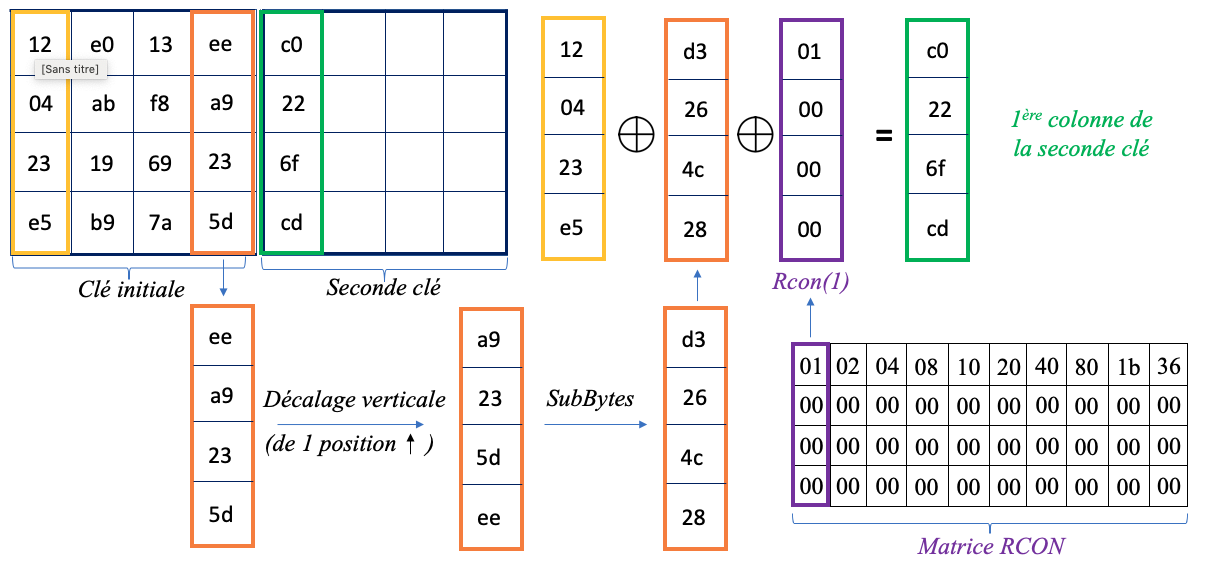 12 e0 13 ee c0
[Sans titre]
04 ab f8 a9 22
23 19 69 23 6f
e5 b9 7a 5d cd
Clé initiale
Seconde clé
12 d3 01 c0
04 26 00 22
⊕ ⊕ =
23 4c 00 6f
e5 28 00 cd
1ère colonne de
la seconde clé
Rcon(1)
ee
a9
23
5d
Décalage verticale
(de 1 position ↑ )
a9
23
5d
ee
SubBytes
d3
26
4c
28
01 02 04 08 10 20 40 80 1b 36
00 00 00 00 00 00 00 00 00 00
00 00 00 00 00 00 00 00 00 00
00 00 00 00 00 00 00 00 00 00
Matrice RCON